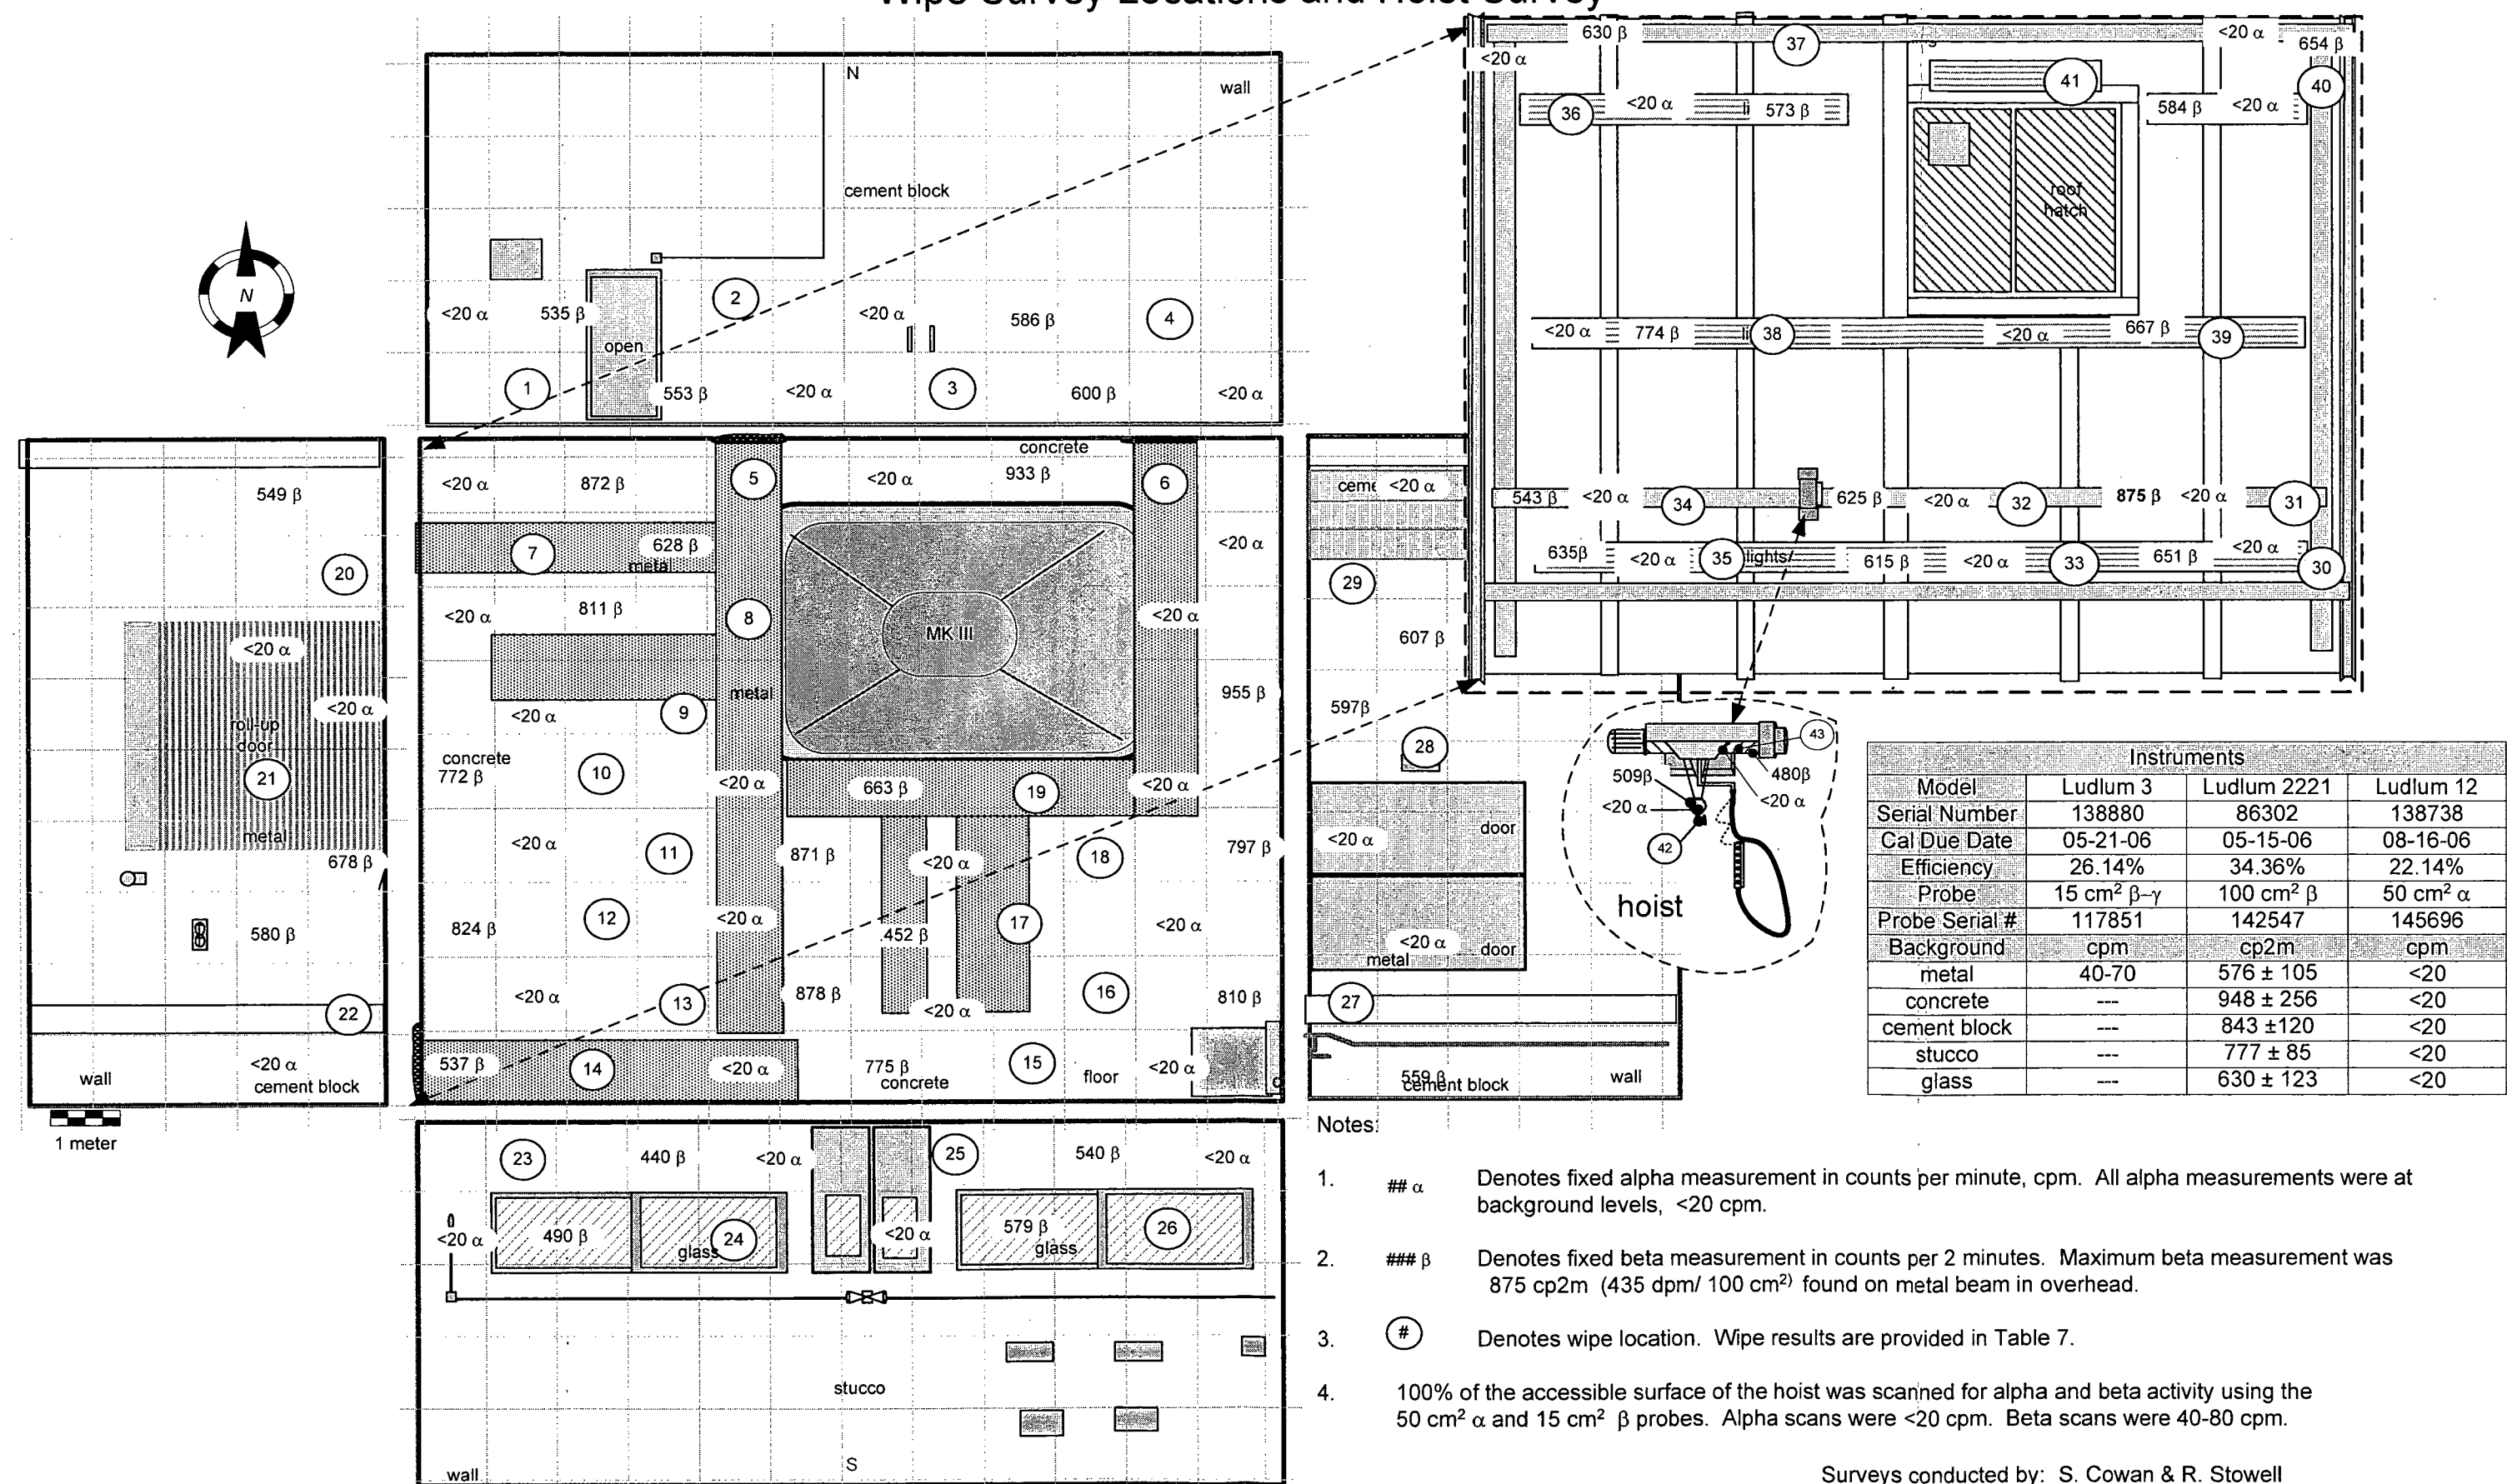 Wipe Survey Locations and Hoist Survey
N
wall
cement block
<20 α
535 β
open
2
<20 α
586 β
4
1
553 β
<20 α
3
600 β
<20 α
N
630 β
37
<20 α
654 β
<20 α
36
<20 α
573 β
41
584 β
<20 α
40
roof
hatch
<20 α
774 β
38
<20 α
667 β
39
543 β
<20 α
34
625 β
<20 α
32
875 β
<20 α
31
635β
<20 α
35
lights/
615 β
<20 α
33
651 β
<20 α
30
549 β
20
<20 α
<20 α
roll-up
door
21
metal
678 β
580 β
22
<20 α
wall
cement block
1 meter
concrete
<20 α
872 β
5
<20 α
933 β
6
7
628 β
metal
<20 α
<20 α
811 β
8
MK III
<20 α
metal
955 β
<20 α
9
concrete
772 β
10
<20 α
663 β
19
<20 α
<20 α
11
871 β
<20 α
18
797 β
824 β
12
<20 α
452 β
17
<20 α
<20 α
13
878 β
<20 α
16
810 β
537 β
14
<20 α
775 β
concrete
15
floor
<20 α
<20 α
29
607 β
597β
28
<20 α
door
<20 α
metal
door
27
559 β
cement block
wall
43
509β
480β
<20 α
<20 α
42
hoist
Instruments
Model Ludlum 3 Ludlum 2221 Ludlum 12
Serial Number 138880 86302 138738
Cal Due Date 05-21-06 05-15-06 08-16-06
Efficiency 26.14% 34.36% 22.14%
Probe 15 cm² β–γ 100 cm² β 50 cm² α
Probe Serial # 117851 142547 145696
Background cpm cp2m cpm
metal 40-70 576 ± 105 <20
concrete --- 948 ± 256 <20
cement block --- 843 ±120 <20
stucco --- 777 ± 85 <20
glass --- 630 ± 123 <20
23
440 β
<20 α
25
540 β
<20 α
<20 α
490 β
glass
24
<20 α
579 β
glass
26
stucco
S
wall
Notes:
1. ## α Denotes fixed alpha measurement in counts per minute, cpm. All alpha measurements were at
background levels, <20 cpm.
2. ### β Denotes fixed beta measurement in counts per 2 minutes. Maximum beta measurement was
875 cp2m (435 dpm/ 100 cm²⁾ found on metal beam in overhead.
3. # Denotes wipe location. Wipe results are provided in Table 7.
4. 100% of the accessible surface of the hoist was scanned for alpha and beta activity using the
50 cm² α and 15 cm² β probes. Alpha scans were <20 cpm. Beta scans were 40-80 cpm.
Surveys conducted by: S. Cowan & R. Stowell